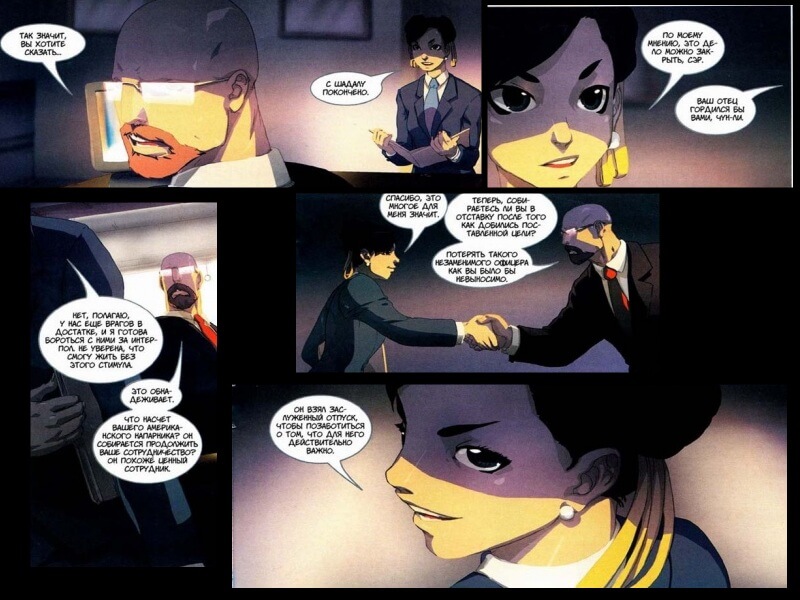 ТАК ЗНАЧИТ,
ВЫ ХОТИТЕ
СКАЗАТЬ...
С ШАДАЛУ
ПОКОНЧЕНО.
ПО МОЕМУ
МНЕНИЮ, ЭТО ДЕ-
ЛО МОЖНО ЗАК-
РЫТЬ, СЭР.
ВАШ ОТЕЦ
ГОРДИЛСЯ БЫ
ВАМИ, ЧУН-ЛИ.
СПАСИБО, ЭТО
МНОГОЕ ДЛЯ
МЕНЯ ЗНАЧИТ.
ТЕПЕРЬ, СОБИ-
РАЕТЕСЬ ЛИ ВЫ В
ОТСТАВКУ ПОСЛЕ ТОГО
КАК ДОБИЛИСЬ ПОС-
ТАВЛЕННОЙ ЦЕЛИ?
ПОТЕРЯТЬ ТАКОГО
НЕЗАМЕНИМОГО ОФИЦЕРА
КАК ВЫ БЫЛО БЫ
НЕВЫНОСИМО.
НЕТ, ПОЛАГАЮ,
У НАС ЕЩЕ ВРАГОВ В
ДОСТАТКЕ, И Я ГОТОВА
БОРОТЬСЯ С НИМИ ЗА ИНТЕР-
ПОЛ. НЕ УВЕРЕНА, ЧТО
СМОГУ ЖИТЬ БЕЗ
ЭТОГО СТИМУЛА.
ЭТО ОБНА-
ДЕЖИВАЕТ.
ЧТО НАСЧЕТ
ВАШЕГО АМЕРИКА-
НСКОГО НАПАРНИКА? ОН
СОБИРАЕТСЯ ПРОДОЛЖИТЬ
ВАШЕ СОТРУДНИЧЕСТВО?
ОН ПОХОЖЕ ЦЕННЫЙ
СОТРУДНИК.
ОН ВЗЯЛ ЗАС-
ЛУЖЕННЫЙ ОТПУСК,
ЧТОБЫ ПОЗАБОТИТЬСЯ
О ТОМ, ЧТО ДЛЯ НЕГО
ДЕЙСТВИТЕЛЬНО
ВАЖНО.